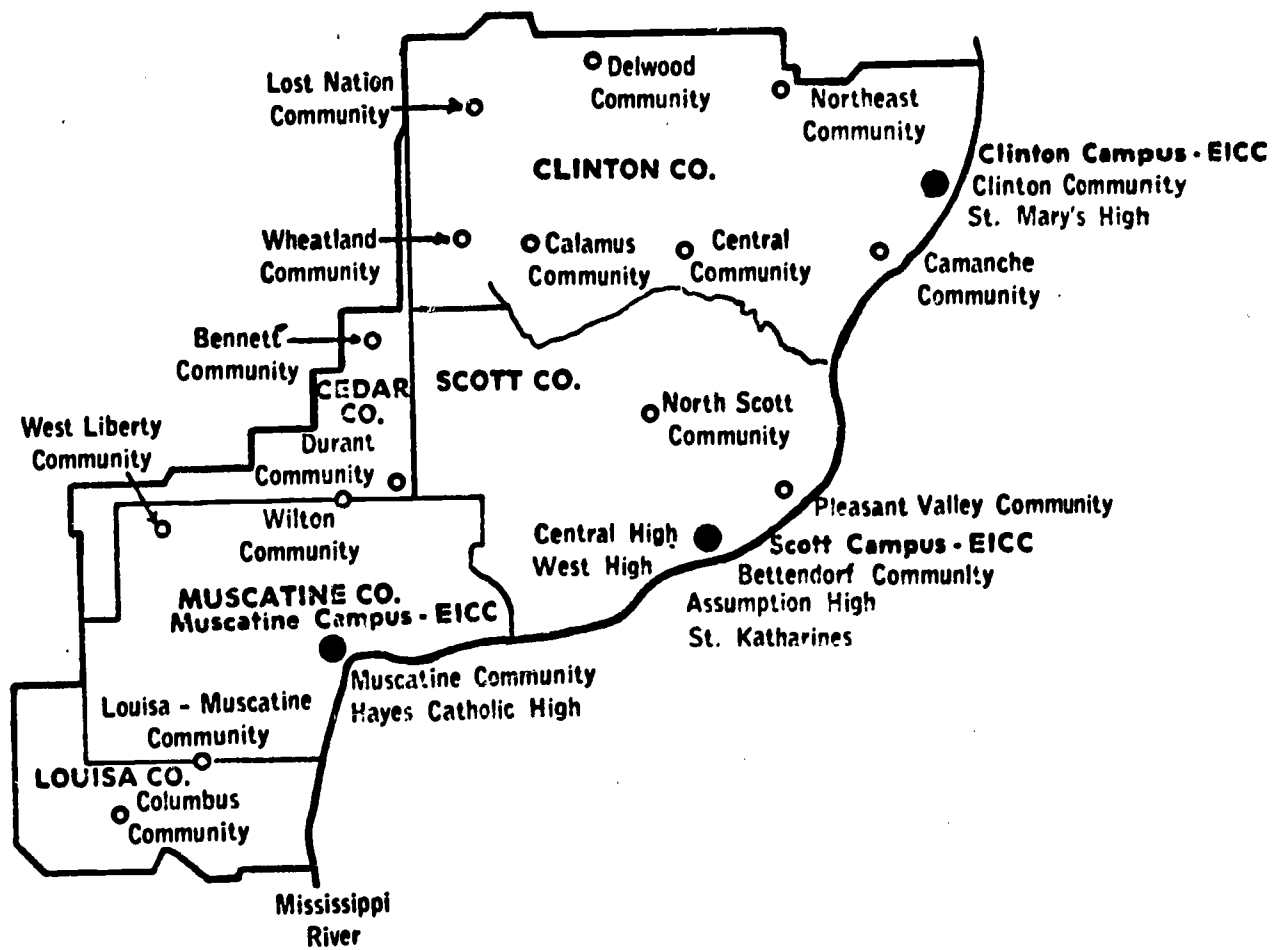 Delwood
Community
Lost Nation
Community
Northeast
Community
Clinton Campus - EICC
Clinton Community
St. Mary's High
CLINTON CO.
Wheatland
Community
Calamus
Community
Central
Community
Camanche
Community
Bennett
Community
CEDAR
CO.
SCOTT CO.
North Scott
Community
West Liberty
Community
Durant
Community
Wilton
Community
Pleasant Valley Community
Central High
West High
Scott Campus - EICC
Bettendorf Community
Assumption High
St. Katharines
MUSCATINE CO.
Muscatine Campus - EICC
Muscatine Community
Hayes Catholic High
Louisa - Muscatine
Community
LOUISA CO.
Columbus
Community
Mississippi
River